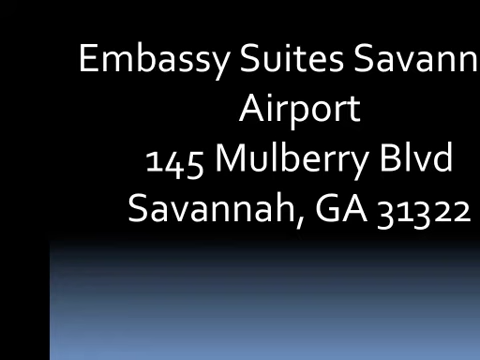 Embassy Suites Savann
Airport
145 Mulberry Blvd
Savannah, GA 31322